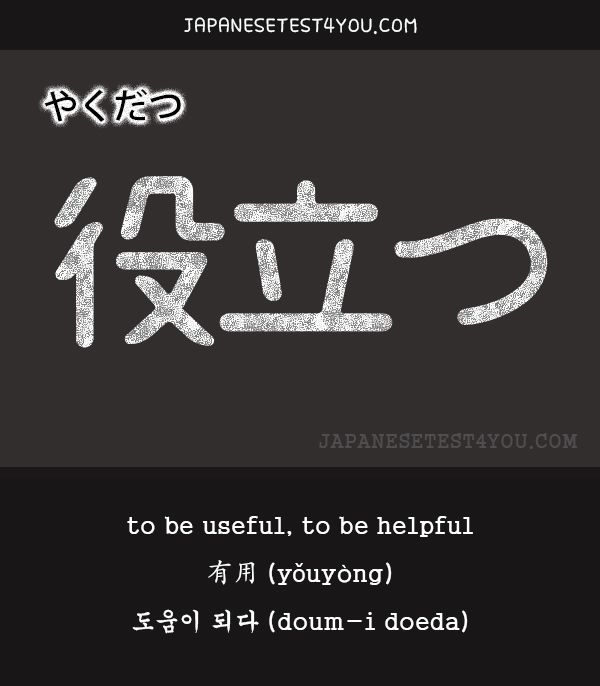 JAPANESETEST4YOU.COM
やくだつ
役立つ
JAPANESETEST4YOU.COM
to be useful, to be helpful
有用 (yǒuyòng)
도움이 되다 (doum-i doeda)